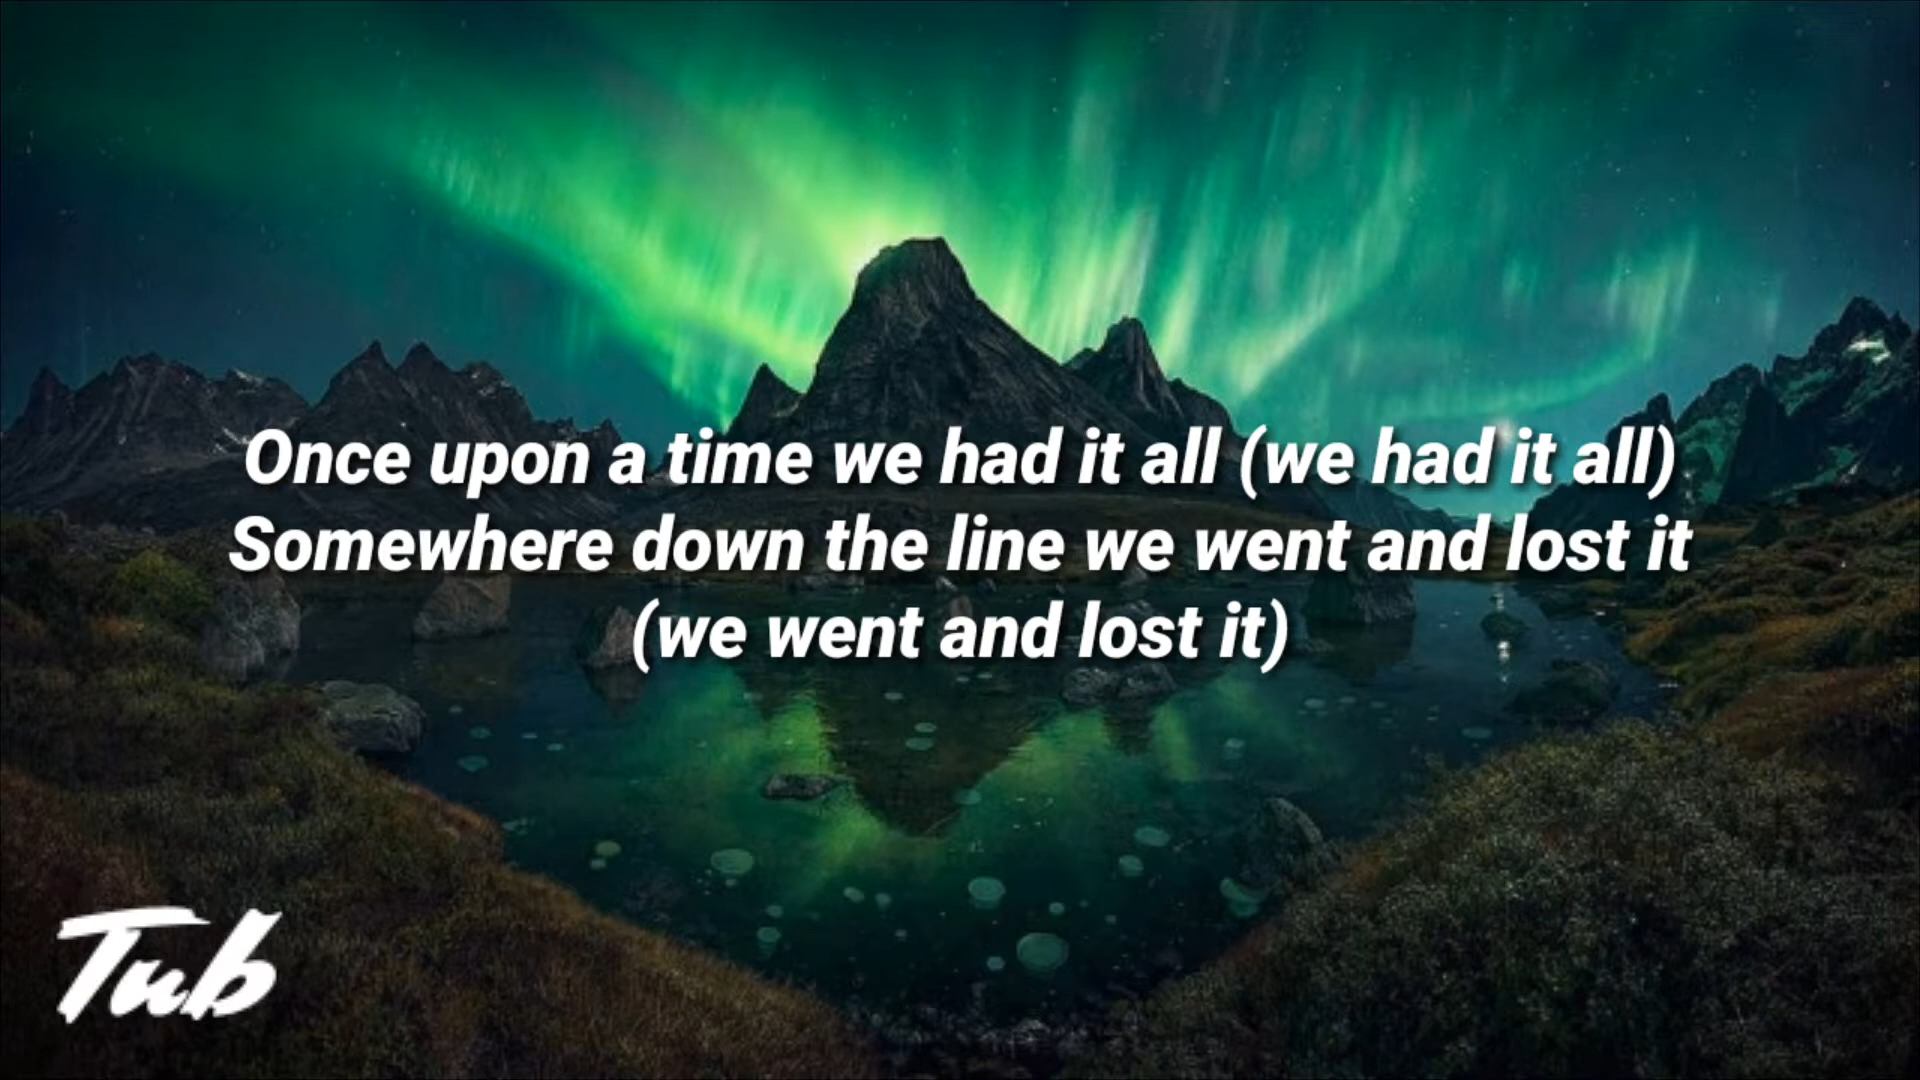 Once upon a time we had it all (we had it all)
Somewhere down the line we went and lost it
(we went and lost it)
Tub